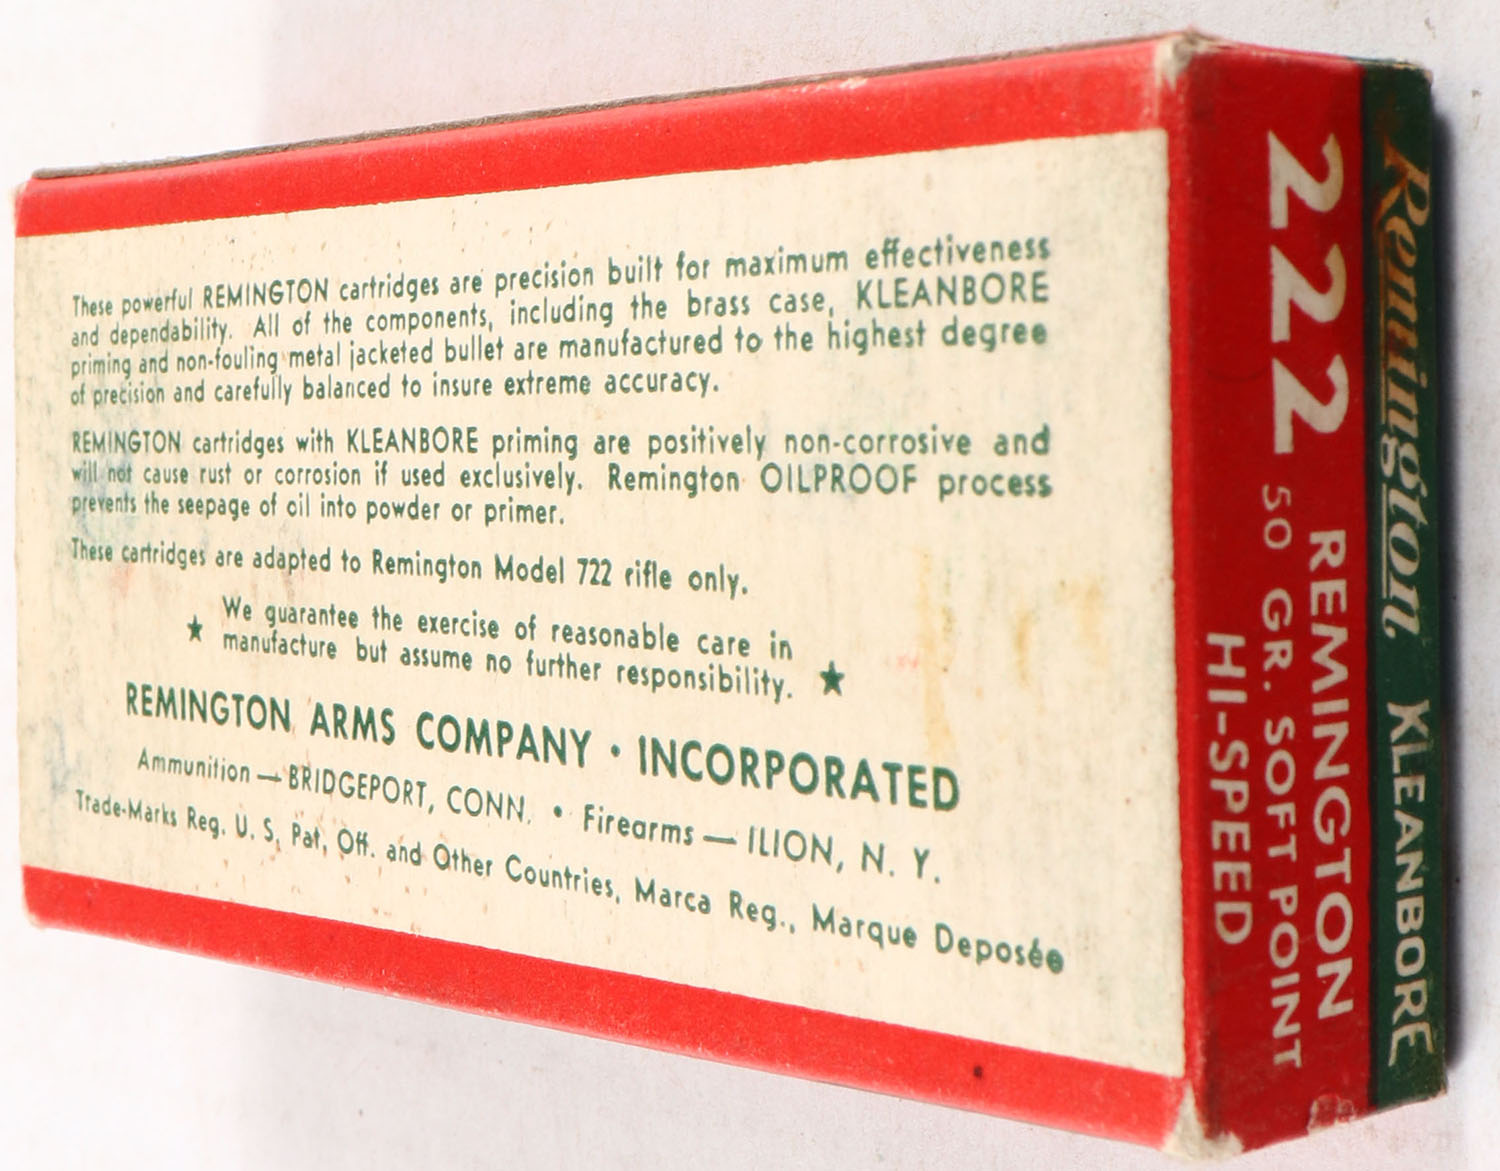 These powerful REMINGTON cartridges are precision built for maximum effectiveness
and dependability. All of the components, including the brass case, KLEANBORE
priming and non-fouling metal jacketed bullet are manufactured to the highest degree
of precision and carefully balanced to insure extreme accuracy.
REMINGTON cartridges with KLEANBORE priming are positively non-corrosive and
will not cause rust or corrosion if used exclusively. Remington OILPROOF process
prevents the seepage of oil into powder or primer.
These cartridges are adapted to Remington Model 722 rifle only.
★ We guarantee the exercise of reasonable care in
manufacture but assume no further responsibility. ★
REMINGTON ARMS COMPANY • INCORPORATED
Ammunition — BRIDGEPORT, CONN. • Firearms — ILION, N. Y.
Trade-Marks Reg. U. S. Pat. Off. and Other Countries, Marca Reg., Marque Deposée
Remington KLEANBORE
222 REMINGTON
50 GR. SOFT POINT
HI-SPEED